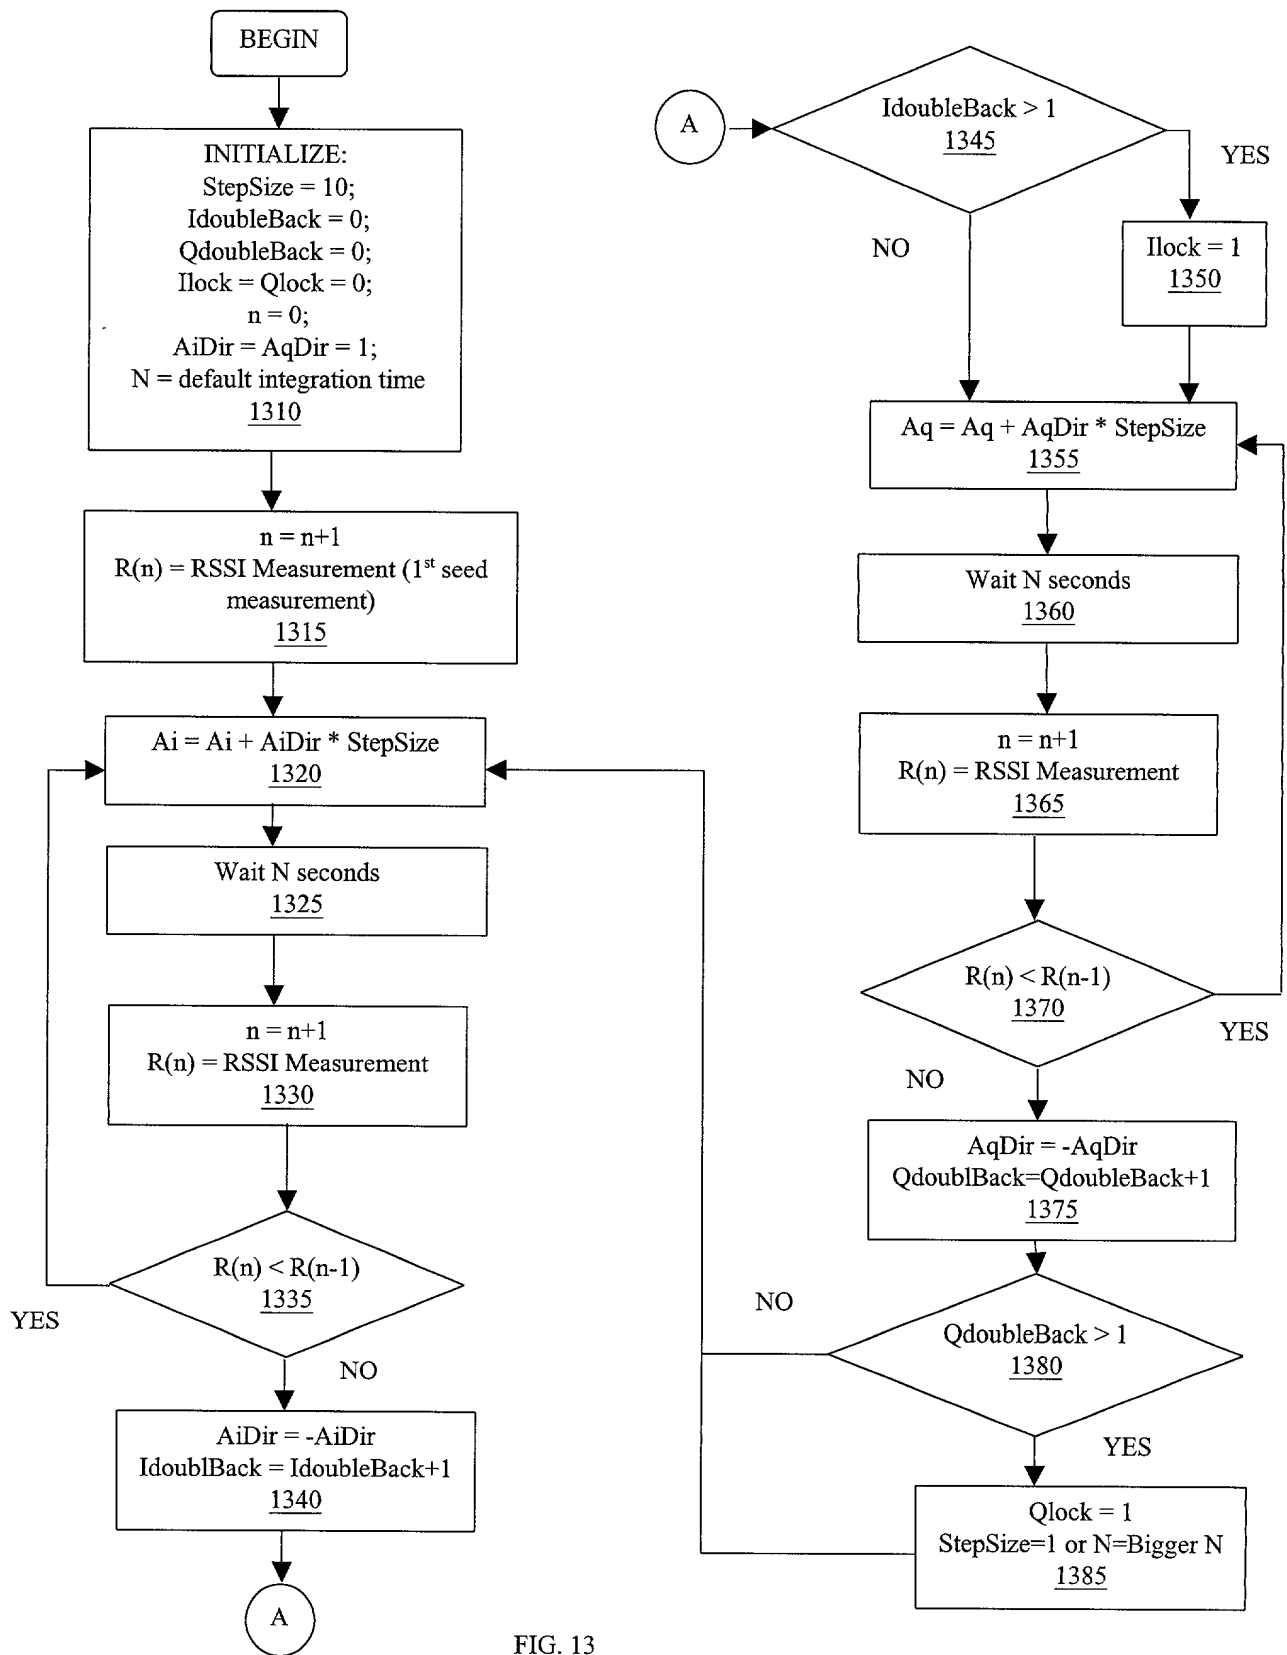 BEGIN
INITIALIZE:
StepSize = 10;
IdoubleBack = 0;
QdoubleBack = 0;
Ilock = Qlock = 0;
n = 0;
AiDir = AqDir = 1;
N = default integration time
1310
n = n+1
R(n) = RSSI Measurement (1st seed
measurement)
1315
Ai = Ai + AiDir * StepSize
1320
Wait N seconds
1325
n = n+1
R(n) = RSSI Measurement
1330
R(n) < R(n-1)
1335
YES
NO
AiDir = -AiDir
IdoublBack = IdoubleBack+1
1340
A
A
IdoubleBack > 1
1345
YES
NO
Ilock = 1
1350
Aq = Aq + AqDir * StepSize
1355
Wait N seconds
1360
n = n+1
R(n) = RSSI Measurement
1365
R(n) < R(n-1)
1370
YES
NO
AqDir = -AqDir
QdoublBack=QdoubleBack+1
1375
NO
QdoubleBack > 1
1380
YES
Qlock = 1
StepSize=1 or N=Bigger N
1385
FIG. 13